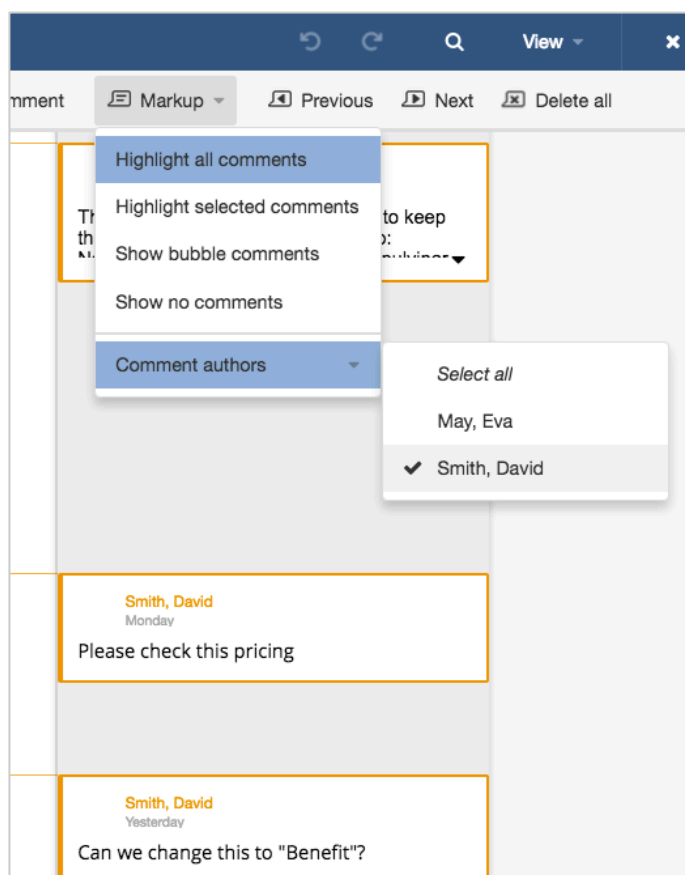 View
mment Markup Previous Next Delete all
Highlight all comments
Highlight selected comments
Show bubble comments
Show no comments
Comment authors
Select all
May, Eva
Smith, David
to keep
Smith, David
Monday
Please check this pricing
Smith, David
Yesterday
Can we change this to "Benefit"?